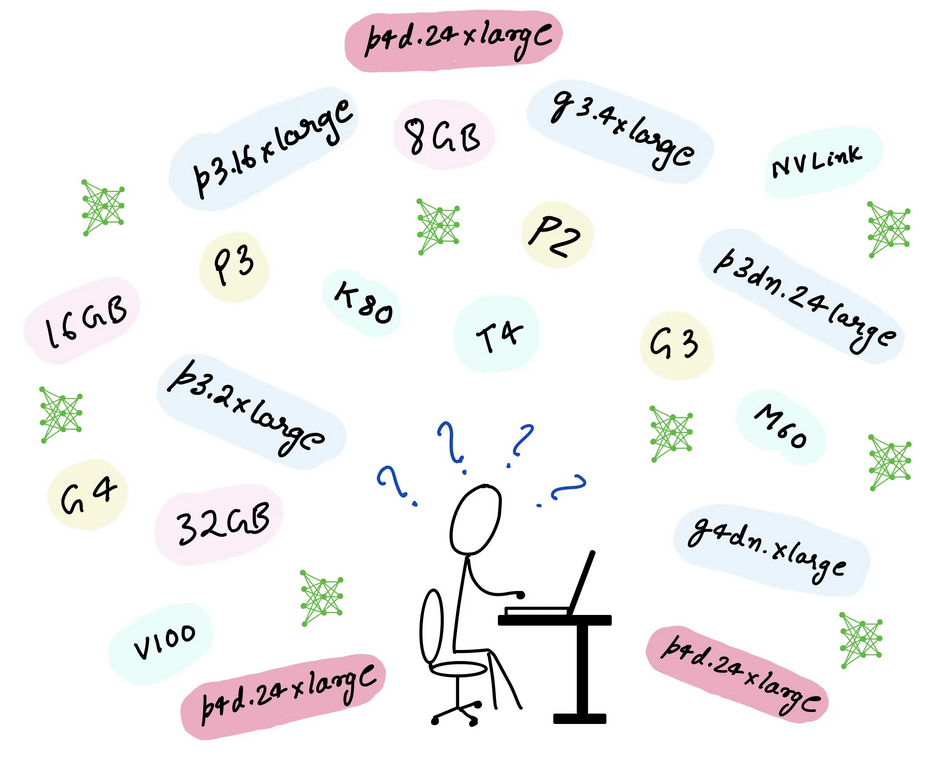 p4d.24xlarge
p3.16xlarge
8GB
g3.4xlarge
NVLink
P3
P2
16GB
K80
T4
G3
p3dn.24large
p3.2xlarge
M60
? ? ? ?
G4
32GB
g4dn.xlarge
V100
p4d.24xlarge
p4d.24xlarge